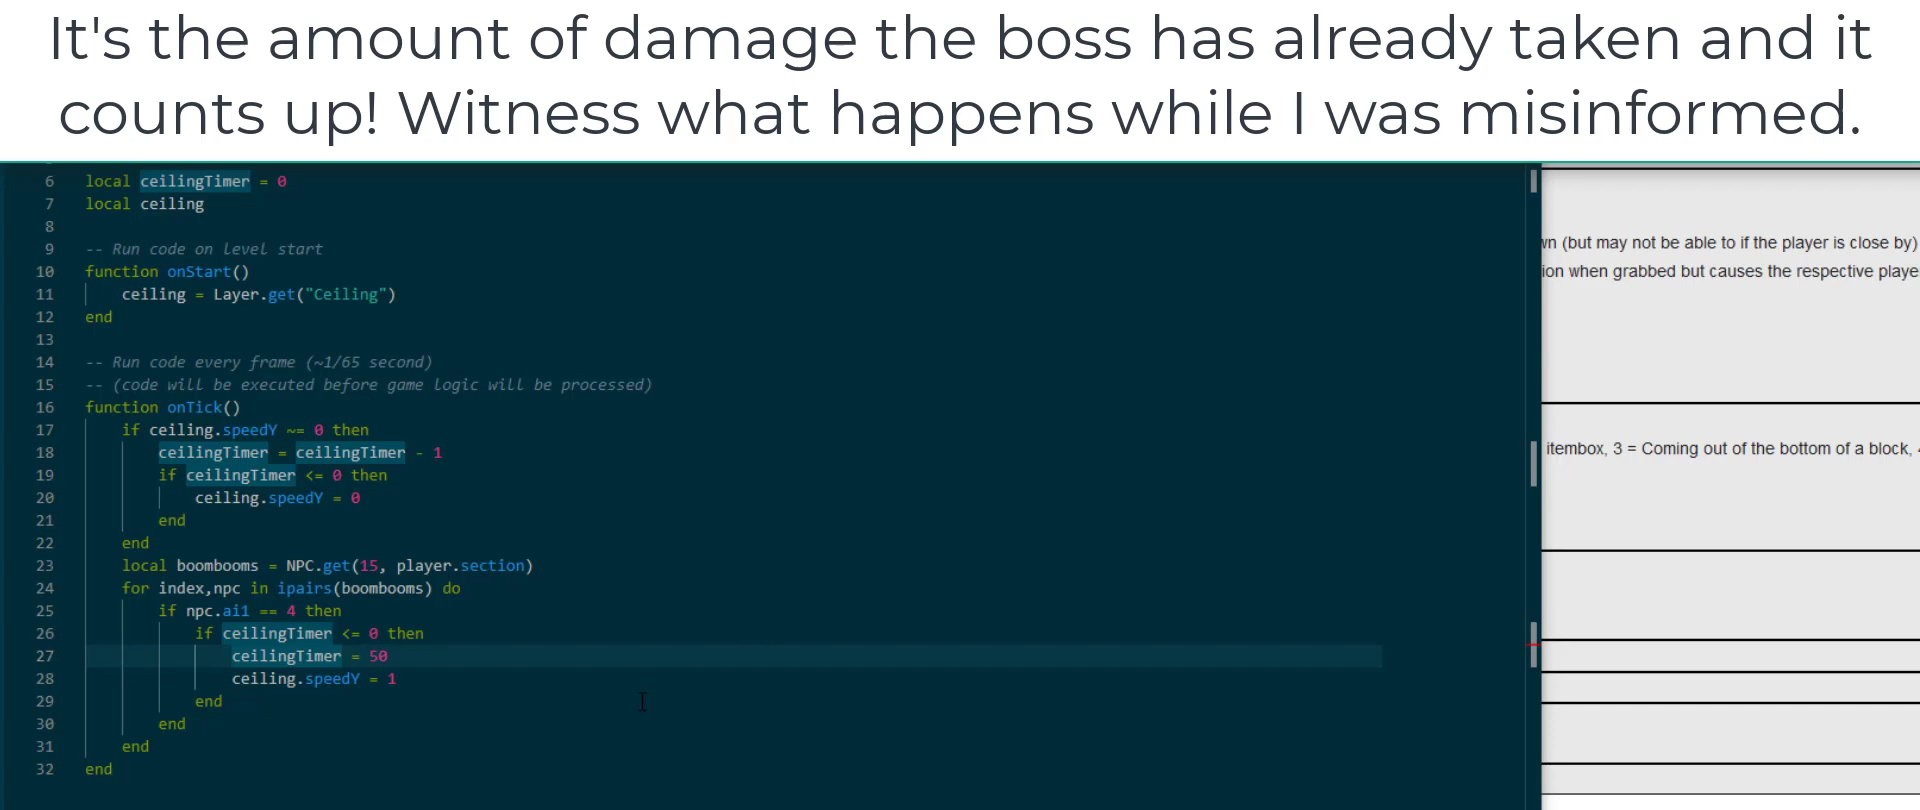 It's the amount of damage the boss has already taken and it
counts up! Witness what happens while I was misinformed.
6 local ceilingTimer = 0
7 local ceiling
8
9 -- Run code on level start
10 function onStart()
11 ceiling = Layer.get("Ceiling")
12 end
13
14 -- Run code every frame (~1/65 second)
15 -- (code will be executed before game logic will be processed)
16 function onTick()
17 if ceiling.speedY ~= 0 then
18 ceilingTimer = ceilingTimer - 1
19 if ceilingTimer <= 0 then
20 ceiling.speedY = 0
21 end
22 end
23 local boombooms = NPC.get(15, player.section)
24 for index,npc in ipairs(boombooms) do
25 if npc.ai1 == 4 then
26 if ceilingTimer <= 0 then
27 ceilingTimer = 50
28 ceiling.speedY = 1
29 end
30 end
31 end
32 end
(but may not be able to if the player is close by)
when grabbed but causes the respective
itembox, 3 = Coming out of the bottom of a block,